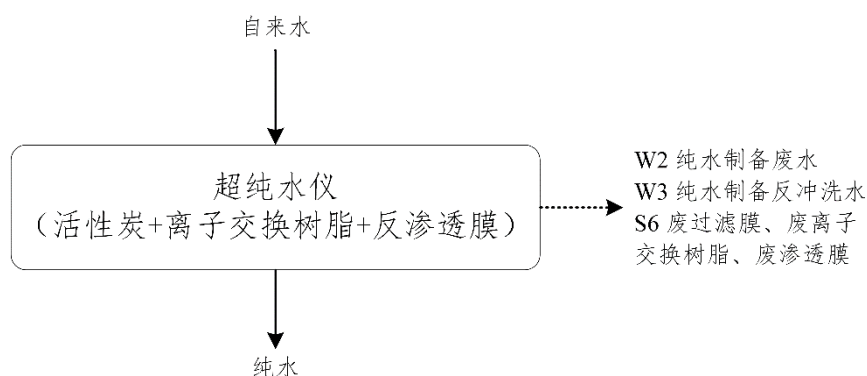 自来水
超纯水仪
（活性炭+离子交换树脂+反渗透膜）
W2 纯水制备废水
W3 纯水制备反冲洗水
S6 废过滤膜、废离子
交换树脂、废渗透膜
纯水